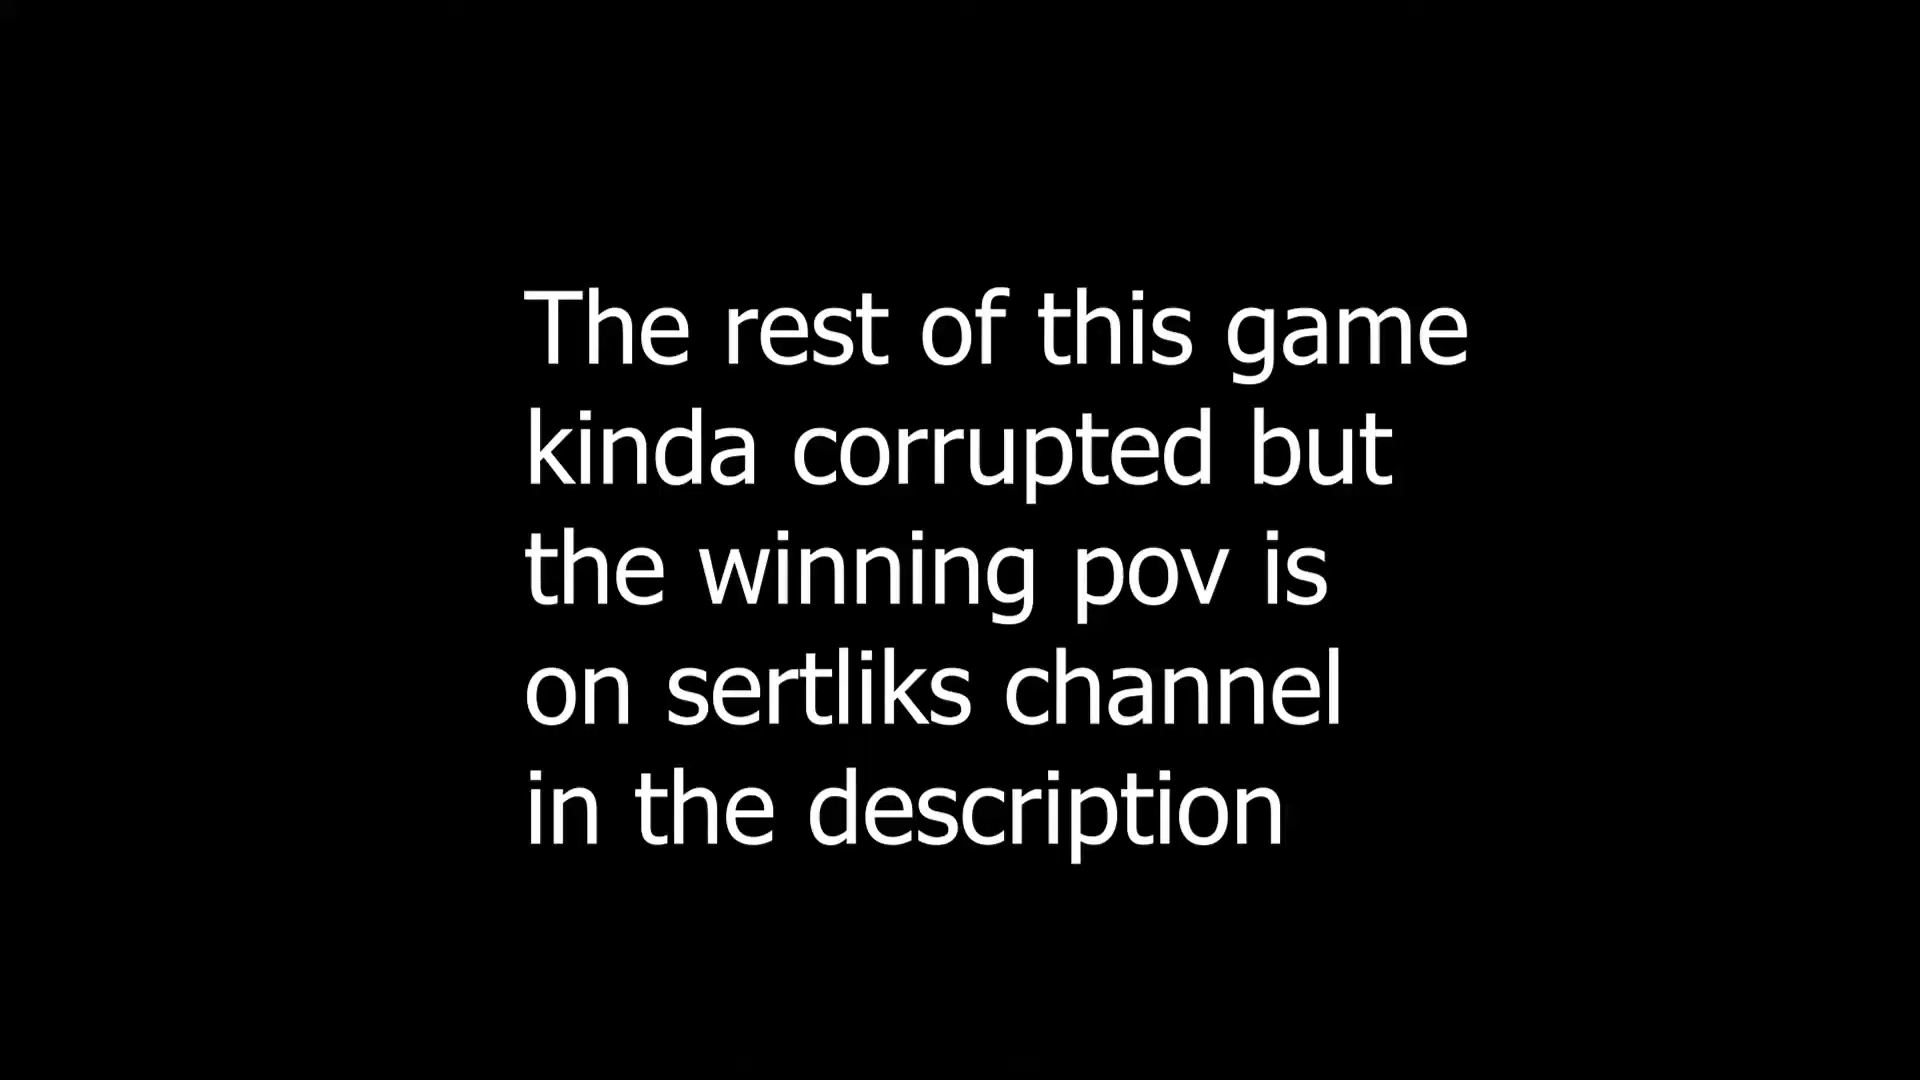 The rest of this game
kinda corrupted but
the winning pov is
on sertliks channel
in the description